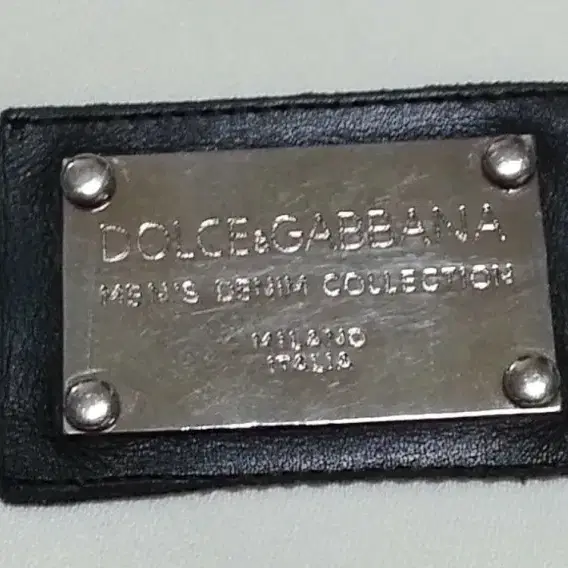 DOLCE&GABBANA
MEN'S DENIM COLLECTION
MILANO
ITALIA